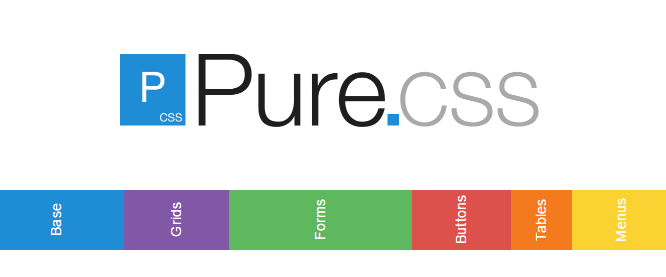 P
CSS
Pure.css
Base
Grids
Forms
Buttons
Tables
Menus